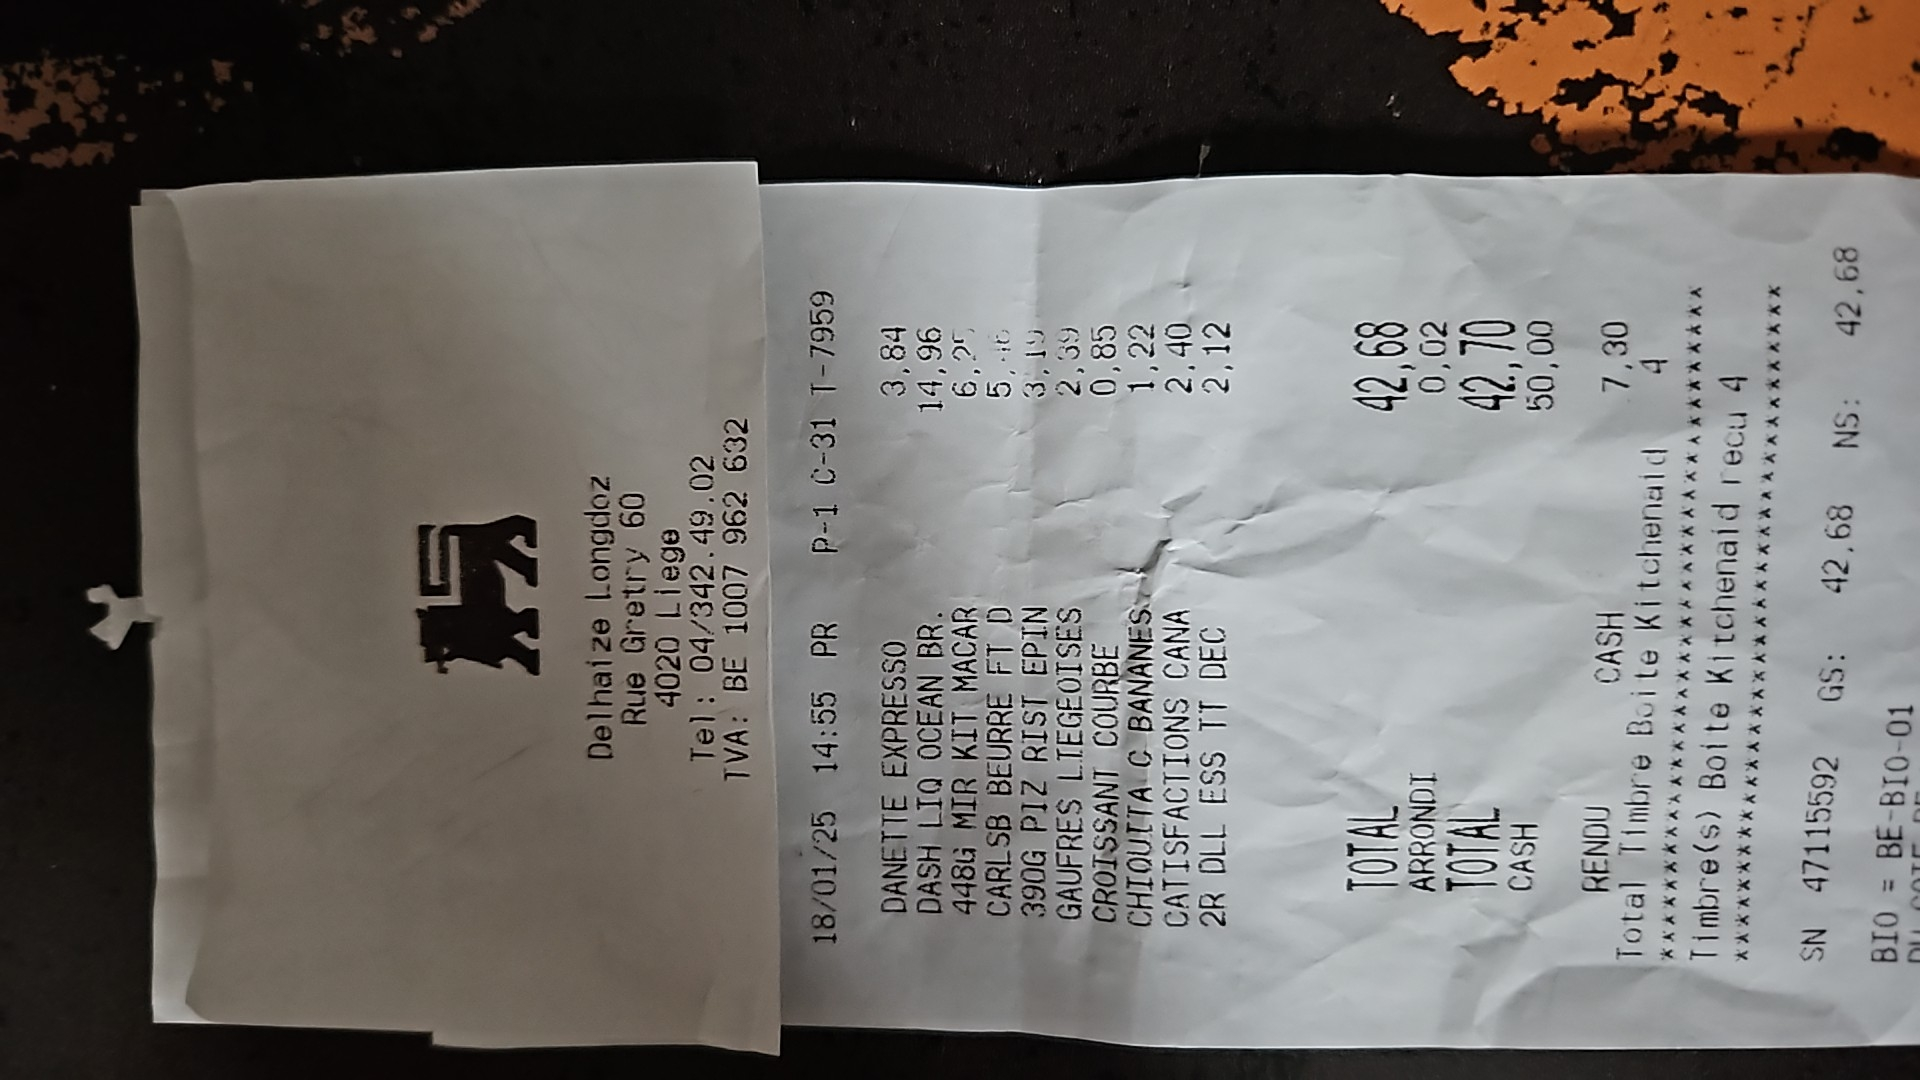 Delhaize Longdoz
Rue Gretry 60
4020 Liege
Tel: 04/342.49.02
TVA: BE 1007 962 632
18/01/25 14:55 PR P-1 C-31 T-7959
DANETTE EXPRESSO 3,84
DASH LIQ OCEAN BR. 14,96
448G MIR KIT MACAR
CARLSB BEURRE FT D
390G PIZ RIST EPIN 3,19
GAUFRES LIEGEOISES 2,39
CROISSANT COURBE 0,85
CHIQUITA C BANANES 1,22
CATISFACTIONS CANA 2,40
2R DLL ESS TT DEC 2,12
TOTAL 42,68
ARRONDI 0,02
TOTAL 42,70
CASH 50,00
RENDU CASH 7,30
Total Timbre Boite Kitchenaid 4
****************************************
Timbre(s) Boite Kitchenaid recu 4
****************************************
SN 47115592 GS: 42,68 NS: 42,68
BIO = BE-BIO-01